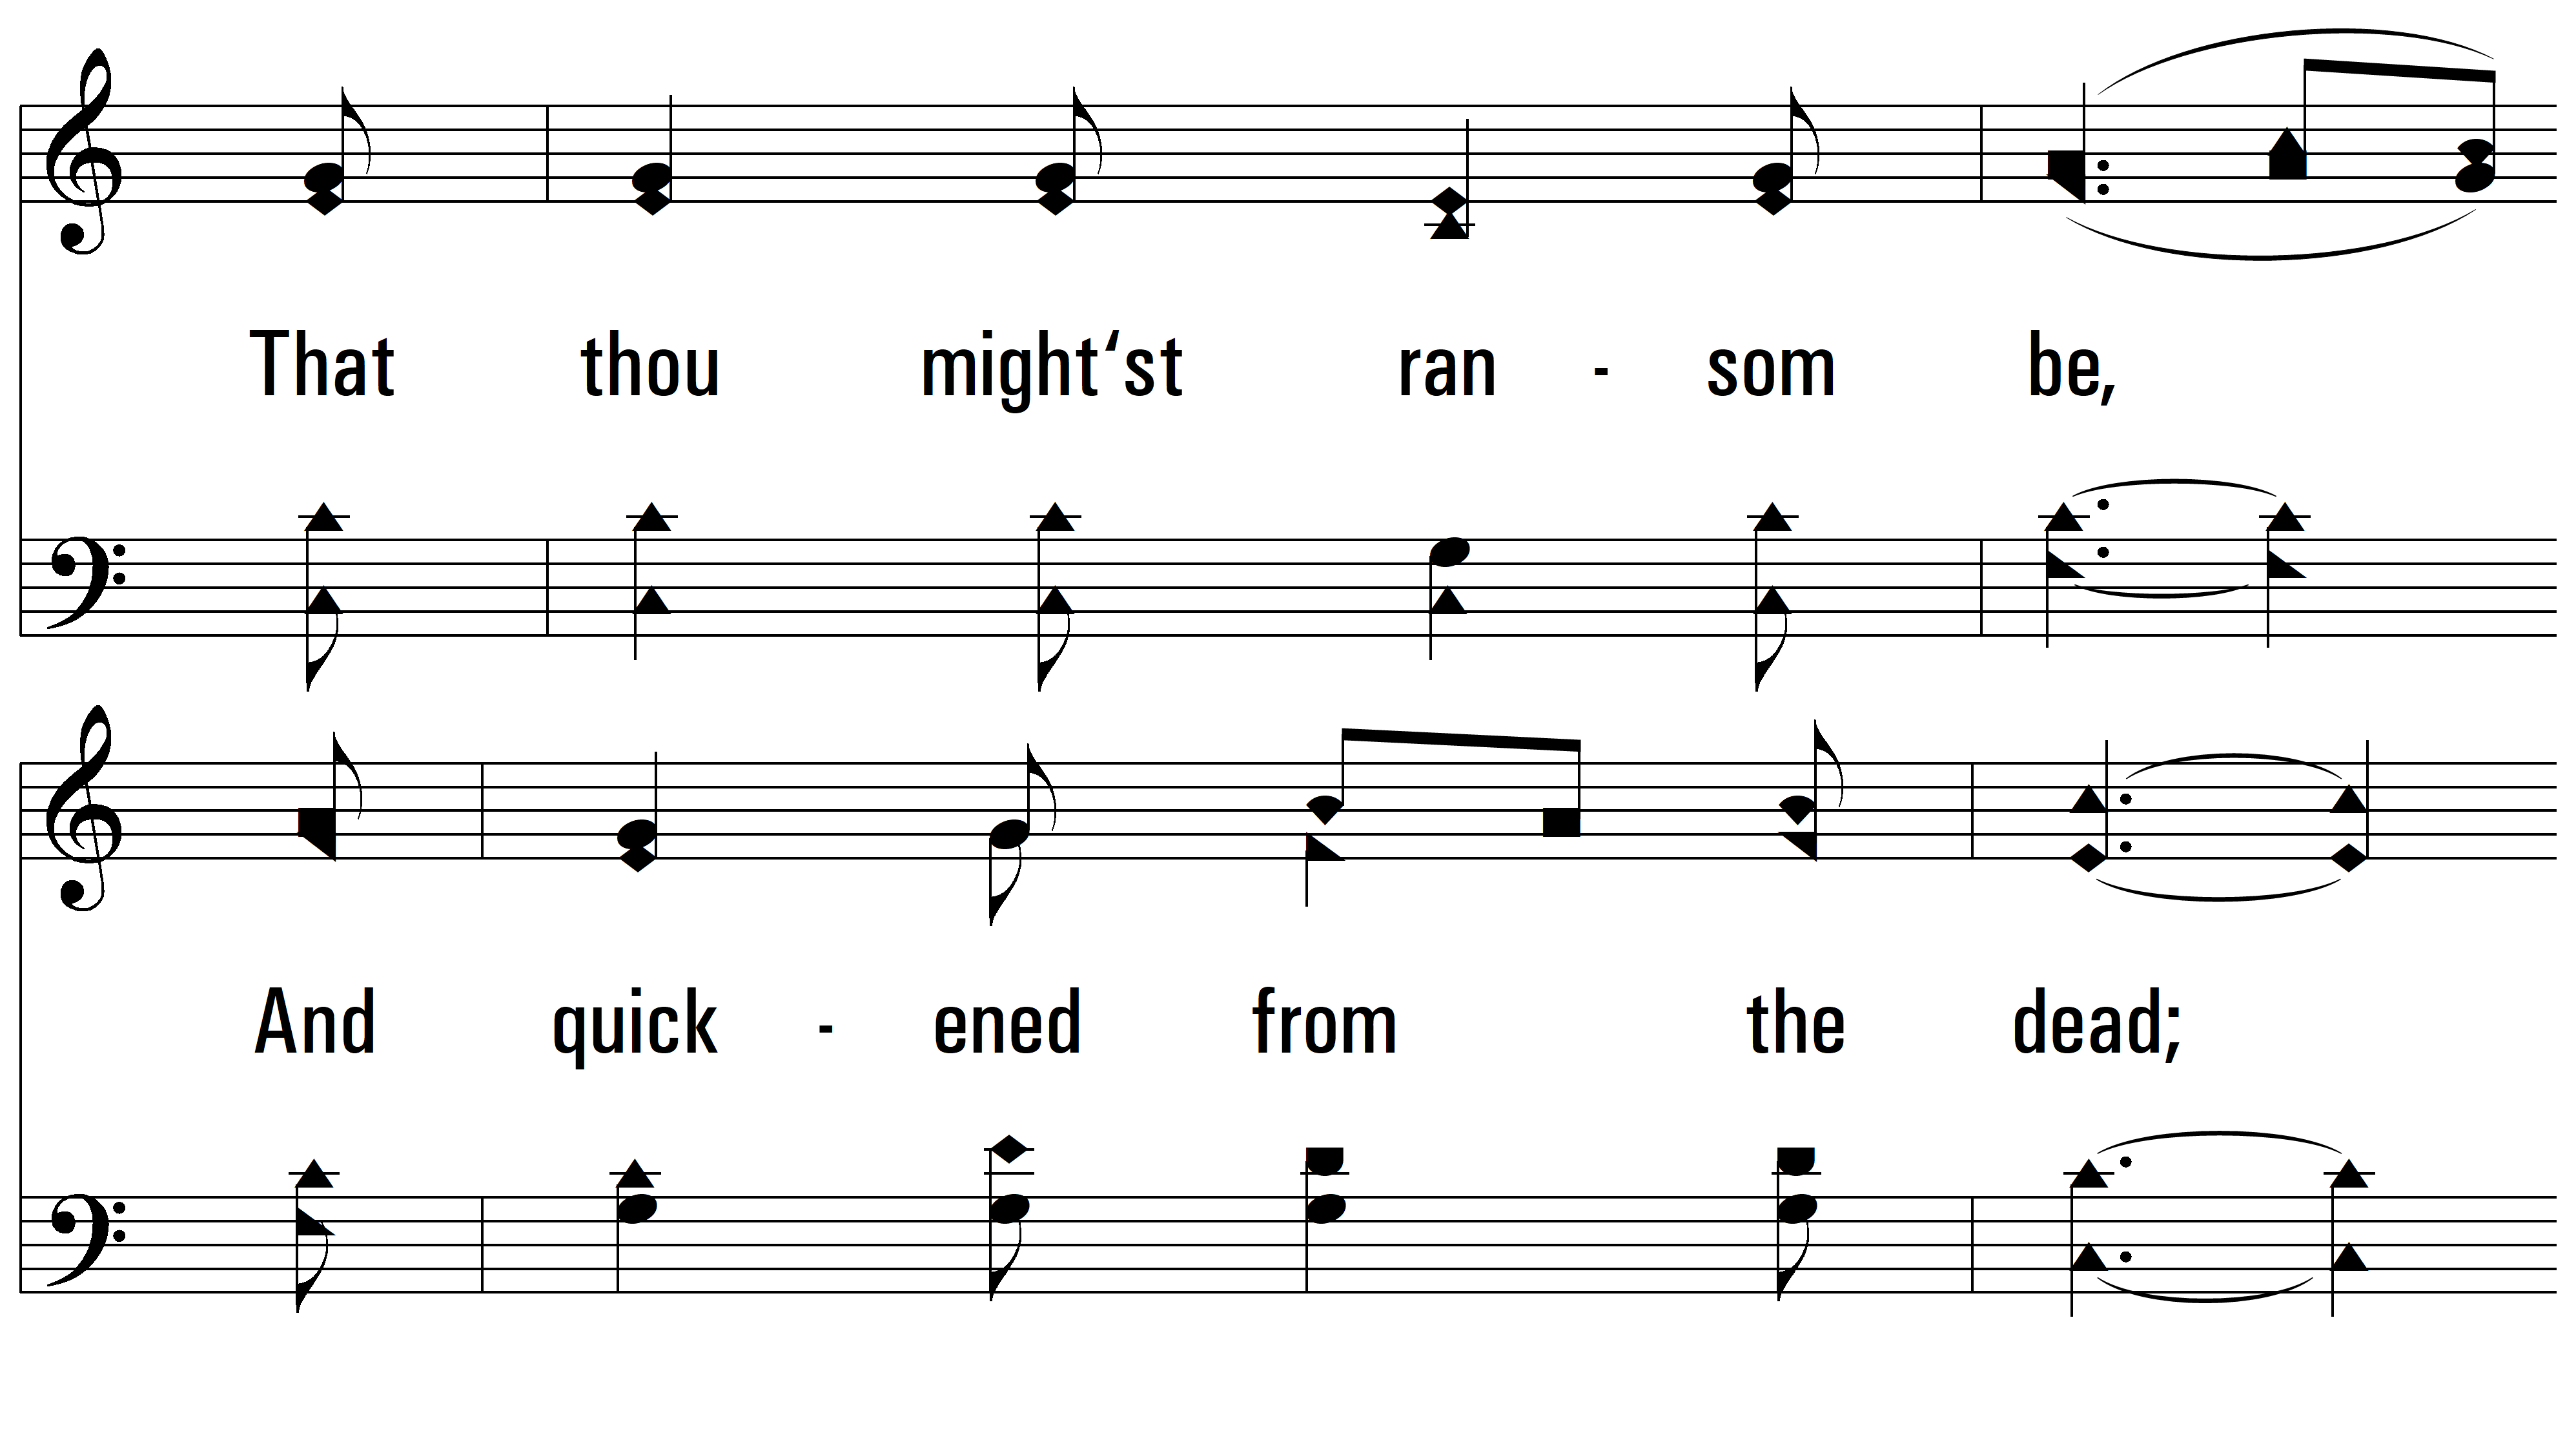 That thou might‘st ran - som be,
And quick - ened from the dead;